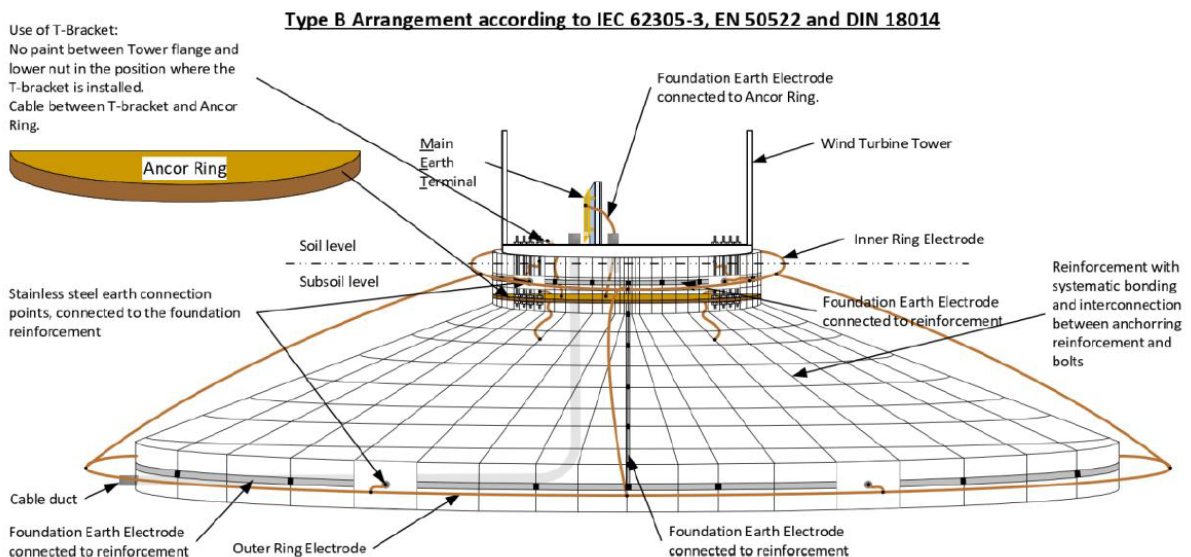 Type B Arrangement according to IEC 62305-3, EN 50522 and DIN 18014
Use of T-Bracket:
No paint between Tower flange and
lower nut in the position where the
T-bracket is installed.
Cable between T-bracket and Ancor
Ring.
Ancor Ring
Main
Earth
Terminal
Foundation Earth Electrode
connected to Ancor Ring.
Wind Turbine Tower
Soil level
Subsoil level
Inner Ring Electrode
Stainless steel earth connection
points, connected to the foundation
reinforcement
Foundation Earth Electrode
connected to reinforcement
Reinforcement with
systematic bonding
and interconnection
between anchorring
reinforcement and
bolts
Cable duct
Foundation Earth Electrode
connected to reinforcement
Outer Ring Electrode
Foundation Earth Electrode
connected to reinforcement